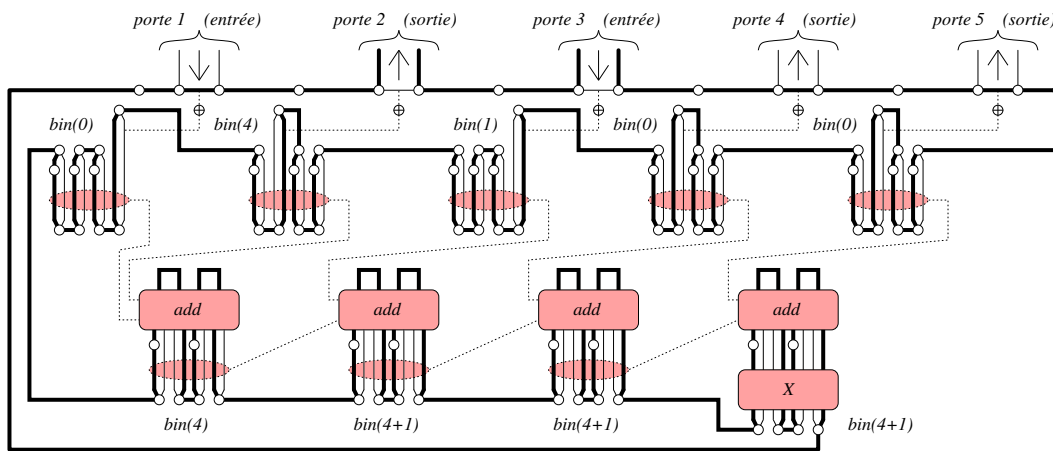 porte 1 (entrée) porte 2 (sortie) porte 3 (entrée) porte 4 (sortie) porte 5 (sortie)
bin(0) bin(4) bin(1) bin(0) bin(0)
add add add add
X
bin(4) bin(4+1) bin(4+1) bin(4+1)